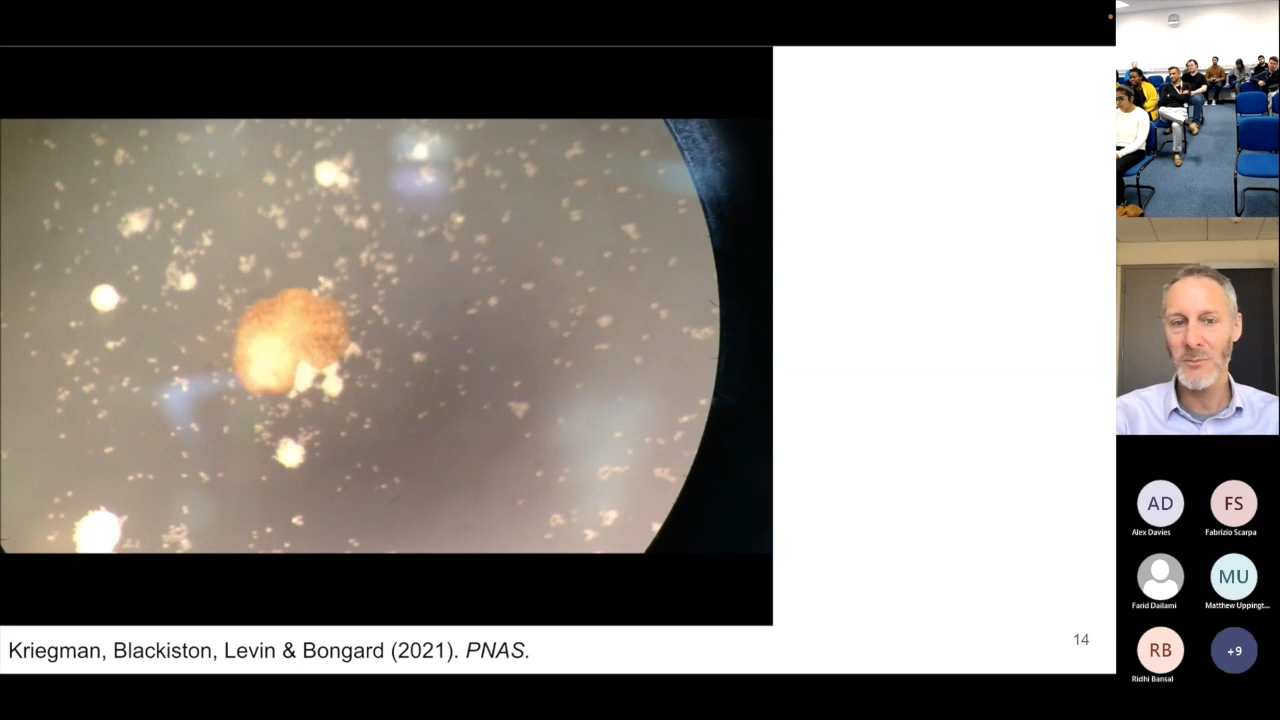 Kriegman, Blackiston, Levin & Bongard (2021). PNAS.
14
AD
Alex Davies
FS
Fabrizio Scarpa
Farid Dailami
MU
Matthew Uppingt...
RB
Ridhi Bansal
+9